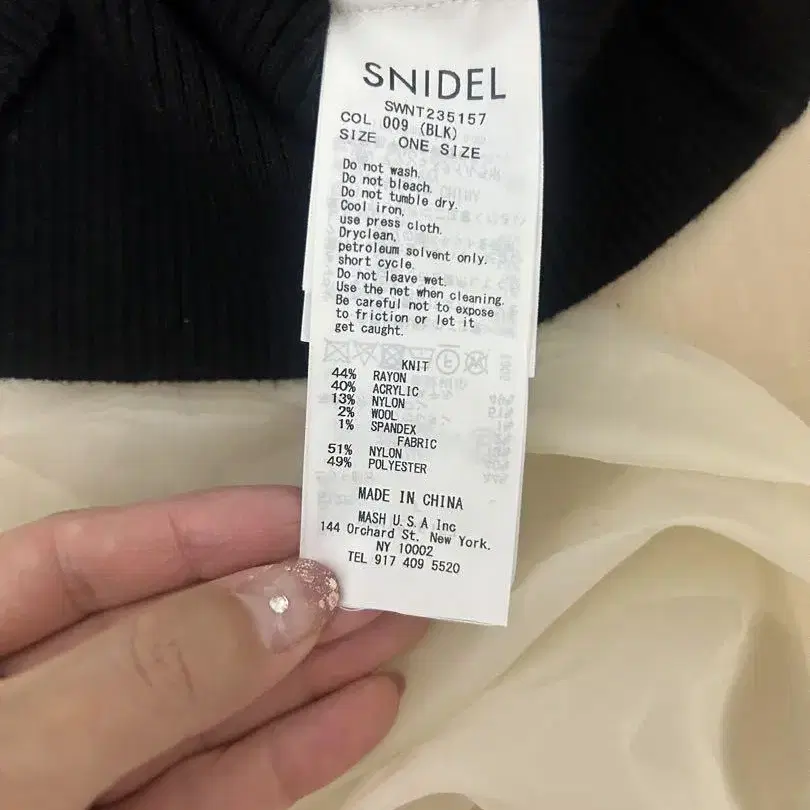 SNIDEL
SWNT235157
COL 009 (BLK)
SIZE ONE SIZE
Do not wash.
Do not bleach.
Do not tumble dry.
Cool iron,
use press cloth.
Dryclean,
petroleum solvent only.
short cycle.
Do not leave wet.
Use the net when cleaning.
Be careful not to expose
to friction or let it
get caught.
KNIT
44% RAYON
40% ACRYLIC
13% NYLON
2% WOOL
1% SPANDEX
FABRIC
51% NYLON
49% POLYESTER
MADE IN CHINA
MASH U.S.A Inc
144 Orchard St. New York.
NY 10002
TEL 917 409 5520